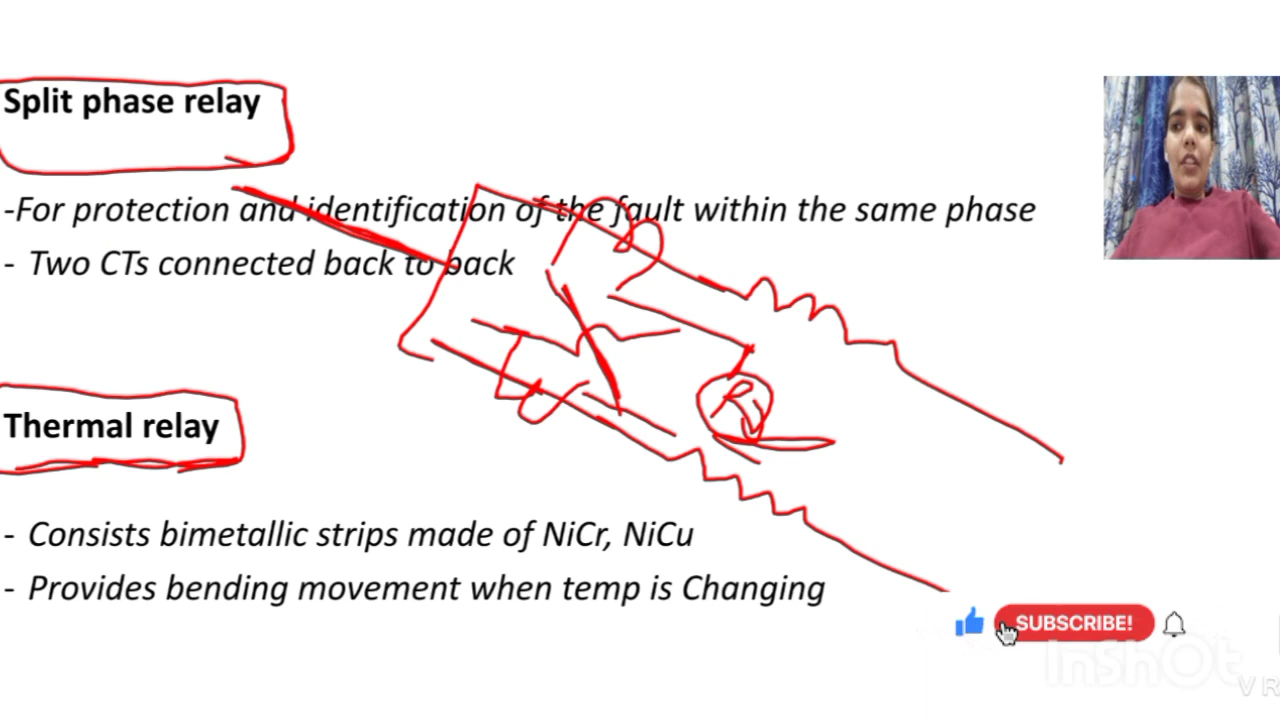 Split phase relay
-For protection and identification of the fault within the same phase
- Two CTs connected back to back
R
Thermal relay
- Consists bimetallic strips made of NiCr, NiCu
- Provides bending movement when temp is Changing
SUBSCRIBE!
InShOt
V R